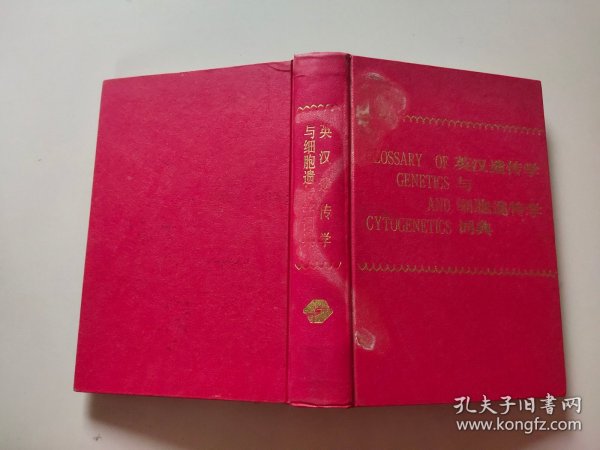 英汉 传学
与细胞遗
LOSSARY OF 英汉遗传学
GENETICS 与
AND 细胞遗传学
CYTOGENETICS 词典
孔夫子旧书网
www.kongfz.com